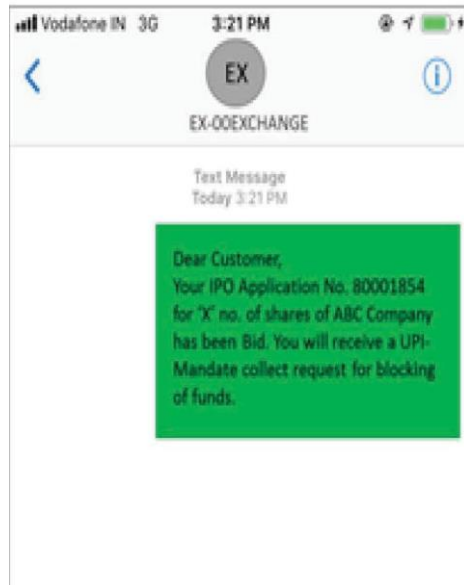 Vodafone IN 3G 3:21 PM
EX
EX-00EXCHANGE
Text Message
Today 3:21 PM
Dear Customer,
Your IPO Application No. 80001854
for 'X' no. of shares of ABC Company
has been Bid. You will receive a UPI-
Mandate collect request for blocking
of funds.